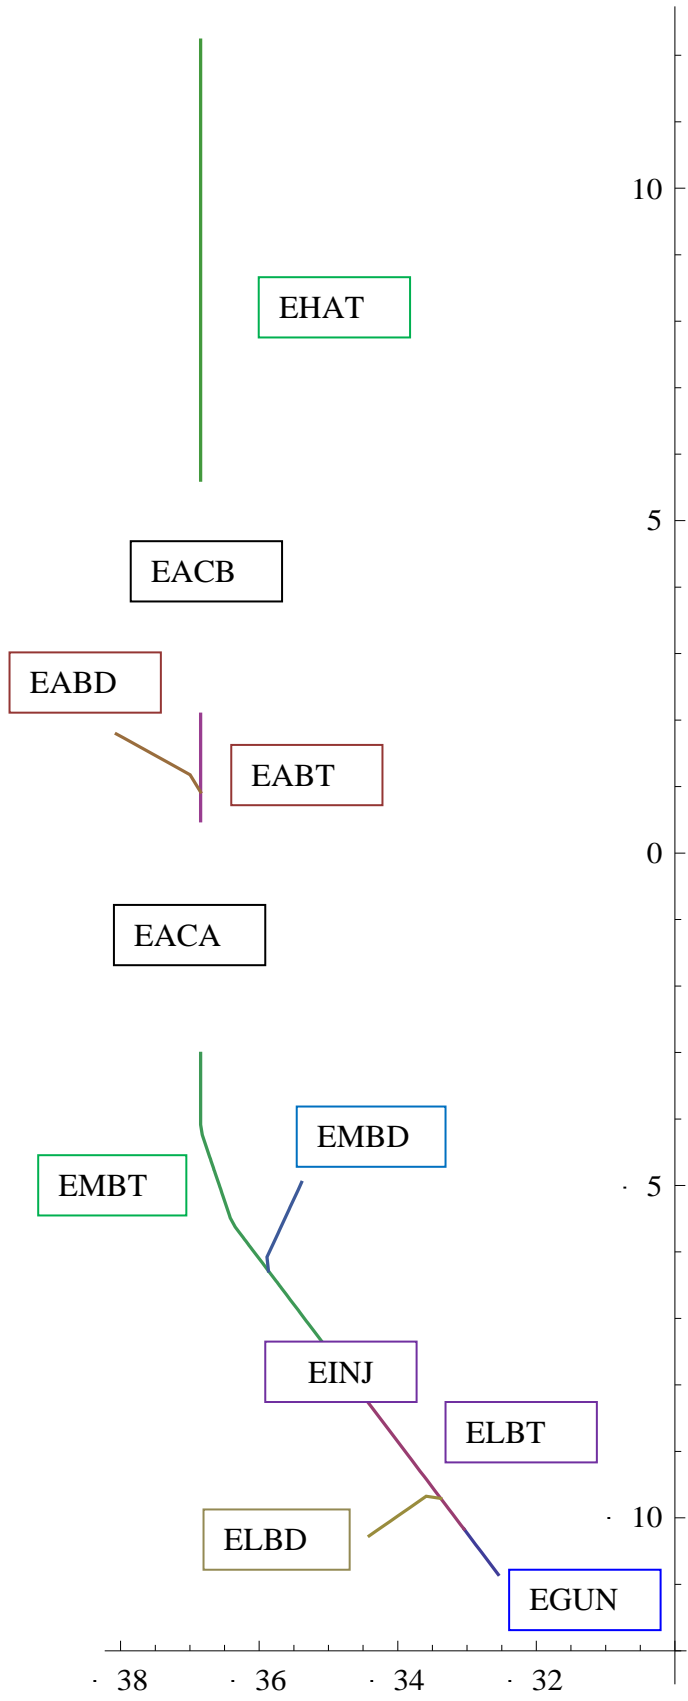 10
EHAT
5
EACB
EABD
EABT
0
EACA
EMBD
EMBT
· 5
EINJ
ELBT
· 10
ELBD
EGUN
· 38 · 36 · 34 · 32